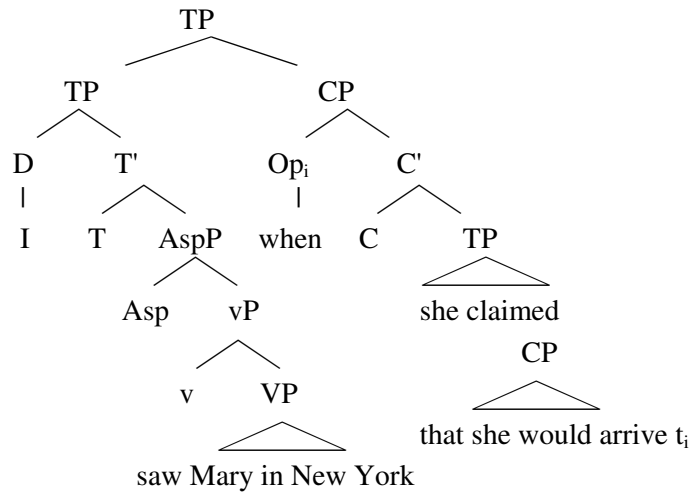 TP
TP CP
D T' Opi C'
I T AspP when C TP
Asp vP she claimed
CP
v VP
that she would arrive ti
saw Mary in New York